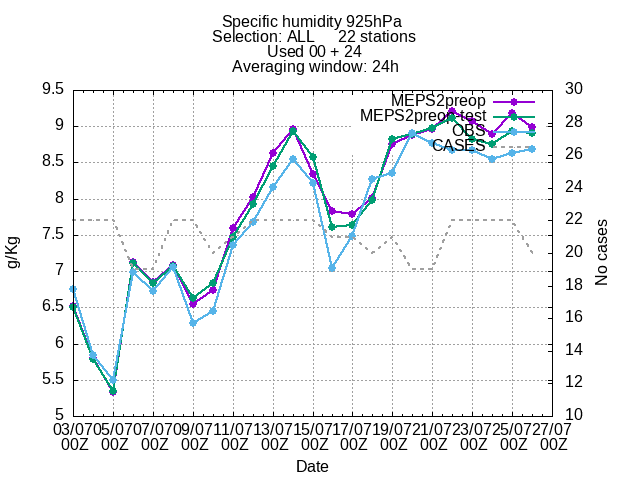 Specific humidity 925hPa
Selection: ALL 22 stations
Used 00 + 24
Averaging window: 24h
9.5
9
8.5
8
7.5
7
6.5
6
5.5
5
g/Kg
30
28
26
24
22
20
18
16
14
12
10
No cases
MEPS2preop
MEPS2preop test
OBS
CASES
03/07 05/07 07/07 09/07 11/07 13/07 15/07 17/07 19/07 21/07 23/07 25/07 27/07
00Z 00Z 00Z 00Z 00Z 00Z 00Z 00Z 00Z 00Z 00Z 00Z 00Z
Date